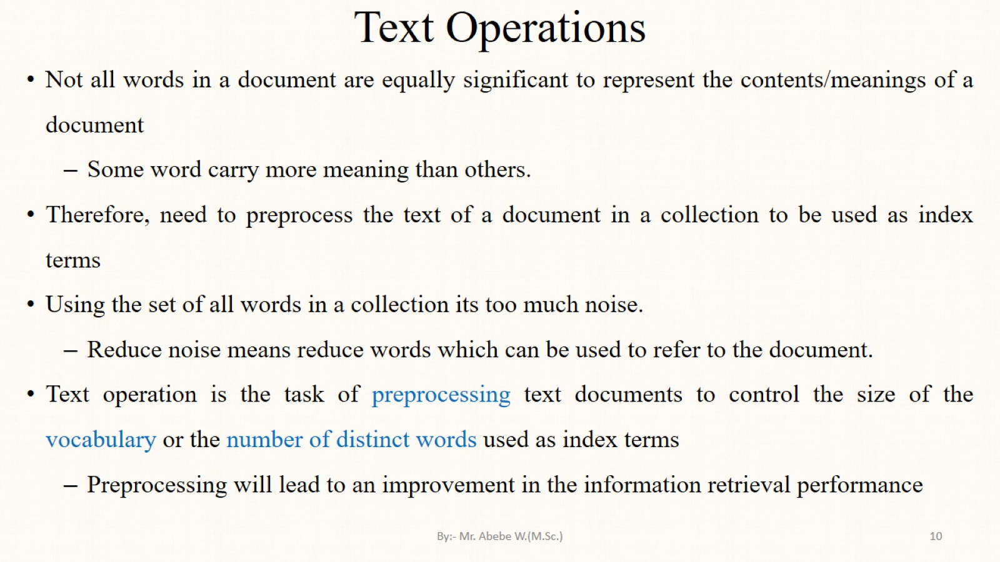 Text Operations
• Not all words in a document are equally significant to represent the contents/meanings of a
document
– Some word carry more meaning than others.
• Therefore, need to preprocess the text of a document in a collection to be used as index
terms
• Using the set of all words in a collection its too much noise.
– Reduce noise means reduce words which can be used to refer to the document.
• Text operation is the task of preprocessing text documents to control the size of the
vocabulary or the number of distinct words used as index terms
– Preprocessing will lead to an improvement in the information retrieval performance
By:- Mr. Abebe W.(M.Sc.)
10